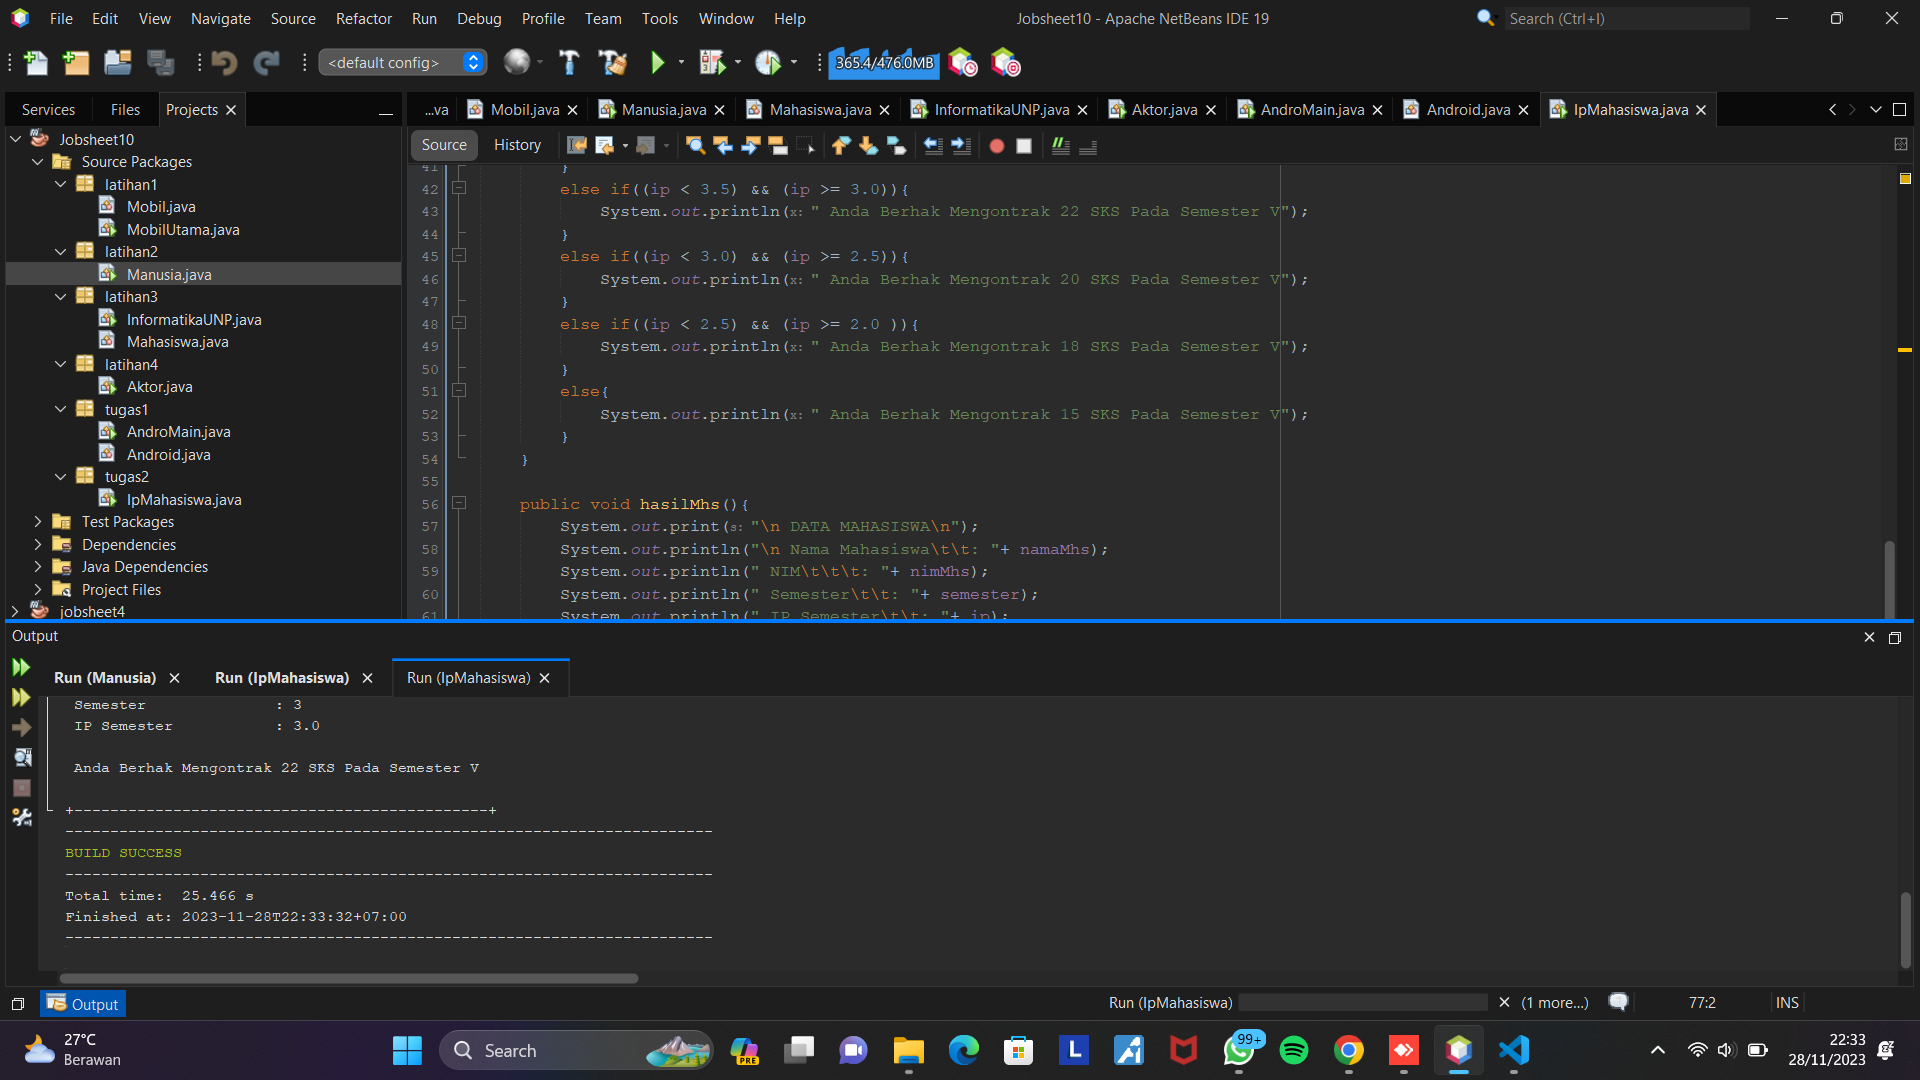 File Edit View Navigate Source Refactor Run Debug Profile Team Tools Window Help
Jobsheet10 - Apache NetBeans IDE 19
Search (Ctrl+I)
<default config>
365.4/476.0MB
Services Files Projects
...va Mobil.java Manusia.java Mahasiswa.java InformatikaUNP.java Aktor.java AndroMain.java Android.java IpMahasiswa.java
Source History
Jobsheet10
Source Packages
latihan1
Mobil.java
MobilUtama.java
latihan2
Manusia.java
latihan3
InformatikaUNP.java
Mahasiswa.java
latihan4
Aktor.java
tugas1
AndroMain.java
Android.java
tugas2
IpMahasiswa.java
Test Packages
Dependencies
Java Dependencies
Project Files
jobsheet4
41 }
42 else if((ip < 3.5) && (ip >= 3.0)){
43 System.out.println(x: " Anda Berhak Mengontrak 22 SKS Pada Semester V");
44 }
45 else if((ip < 3.0) && (ip >= 2.5)){
46 System.out.println(x: " Anda Berhak Mengontrak 20 SKS Pada Semester V");
47 }
48 else if((ip < 2.5) && (ip >= 2.0 )){
49 System.out.println(x: " Anda Berhak Mengontrak 18 SKS Pada Semester V");
50 }
51 else{
52 System.out.println(x: " Anda Berhak Mengontrak 15 SKS Pada Semester V");
53 }
54 }
55
56 public void hasilMhs(){
57 System.out.print(s: "\n DATA MAHASISWA\n");
58 System.out.println("\n Nama Mahasiswa\t\t: "+ namaMhs);
59 System.out.println(" NIM\t\t\t: "+ nimMhs);
60 System.out.println(" Semester\t\t: "+ semester);
61 System.out.println(" IP Semester\t\t: "+ ip);
Output
Run (Manusia) Run (IpMahasiswa) Run (IpMahasiswa)
Semester : 3
IP Semester : 3.0
Anda Berhak Mengontrak 22 SKS Pada Semester V
+----------------------------------------------+
------------------------------------------------------------------------
BUILD SUCCESS
------------------------------------------------------------------------
Total time:  25.466 s
Finished at: 2023-11-28T22:33:32+07:00
------------------------------------------------------------------------
Output
Run (IpMahasiswa)
(1 more...)
77:2
INS
27°C
Berawan
Search
PRE
L
99+
22:33
28/11/2023